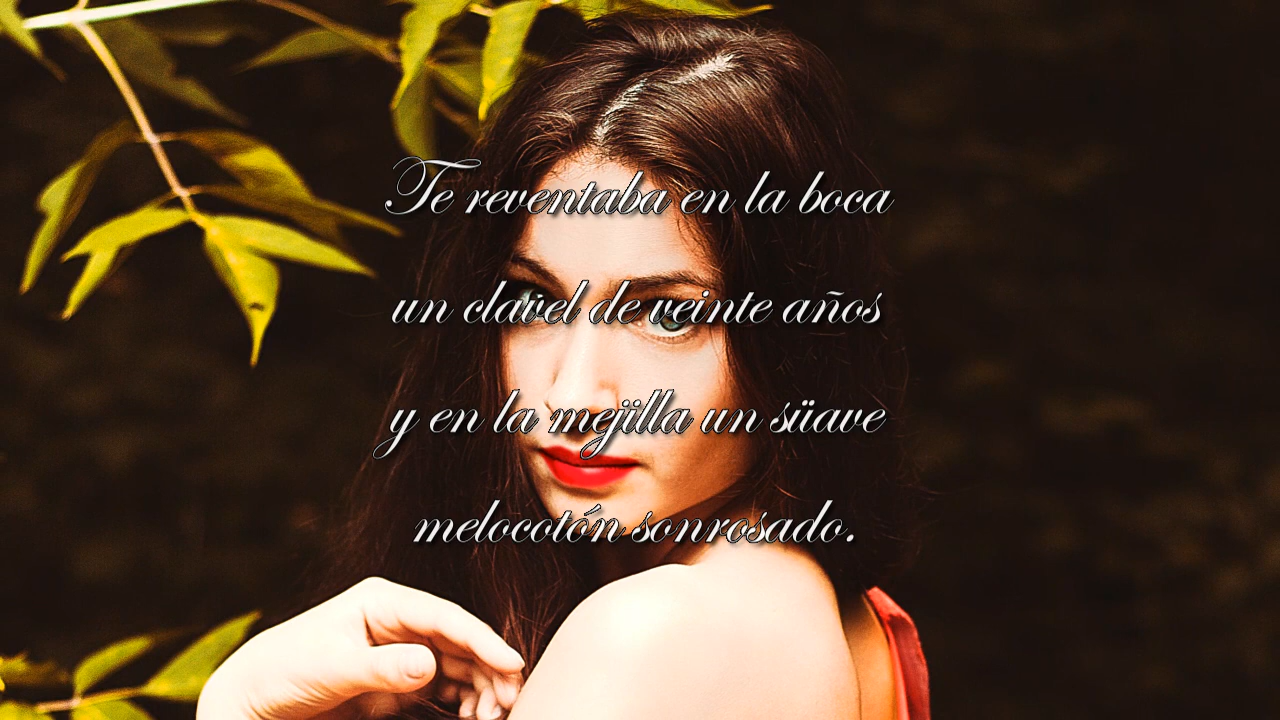 Te reventaba en la boca
un clavel de veinte años
y en la mejilla un süave
melocotón sonrosado.